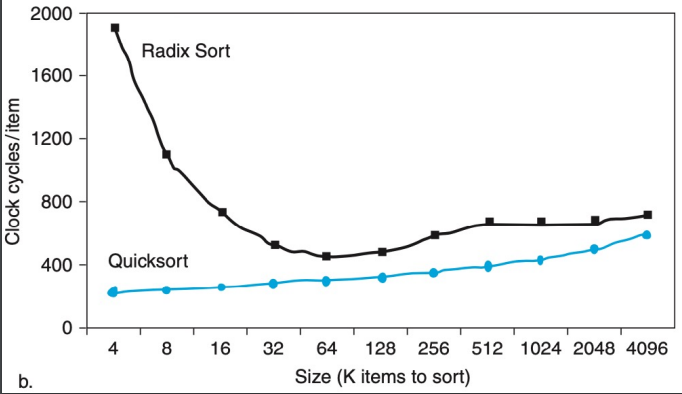 2000
Radix Sort
1600
1200
Clock cycles/item
800
Quicksort
400
0
4 8 16 32 64 128 256 512 1024 2048 4096
Size (K items to sort)
b.